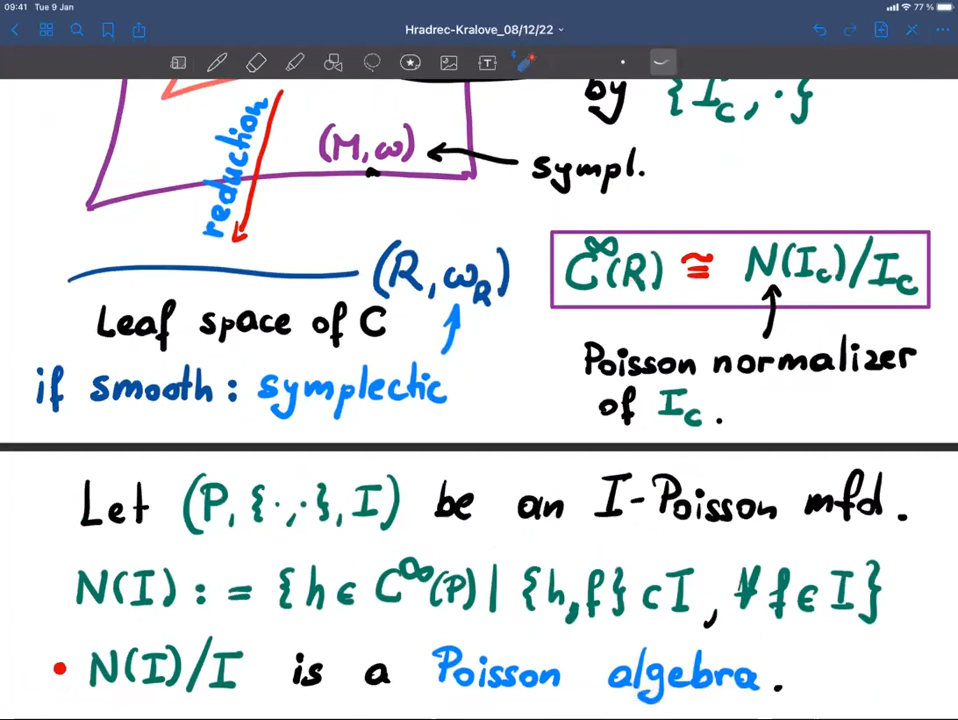 09:41 Tue 9 Jan
77 %
Hradrec-Kralove_08/12/22
by {I_C, ·}
reduction
(M, ω)
sympl.
(R, ω_R)
C^∞(R) ≅ N(I_C)/I_C
Leaf space of C
Poisson normalizer
of I_C .
if smooth: symplectic
Let (P, {·,·}, I) be an I-Poisson mfd.
N(I) := {h ∈ C^∞(P) | {h,f} ⊂ I, ∀ f ∈ I}
• N(I)/I is a Poisson algebra.